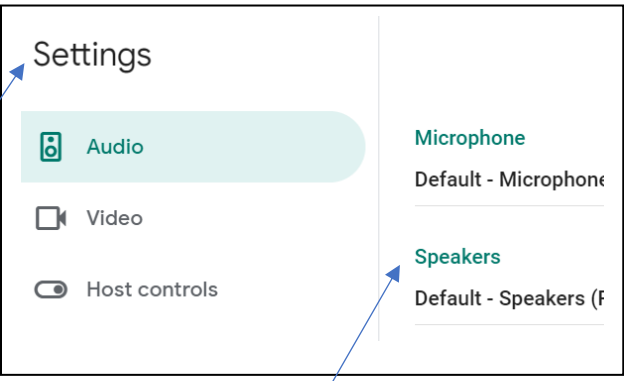 Settings
Audio
Video
Host controls
Microphone
Default - Microphone
Speakers
Default - Speakers (